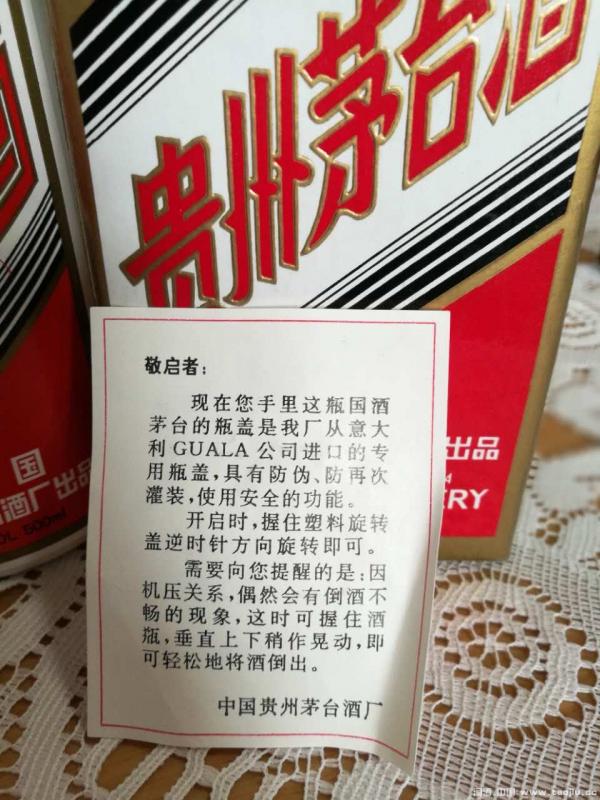 贵州茅台酒
国
酒厂出品
OL 500ml
出品
ERY
敬启者：
现在您手里这瓶国酒
茅台的瓶盖是我厂从意大
利GUALA公司进口的专
用瓶盖，具有防伪、防再次
灌装，使用安全的功能。
开启时，握住塑料旋转
盖逆时针方向旋转即可。
需要向您提醒的是：因
机压关系，偶然会有倒酒不
畅的现象，这时可握住酒
瓶，垂直上下稍作晃动，即
可轻松地将酒倒出。
中国贵州茅台酒厂